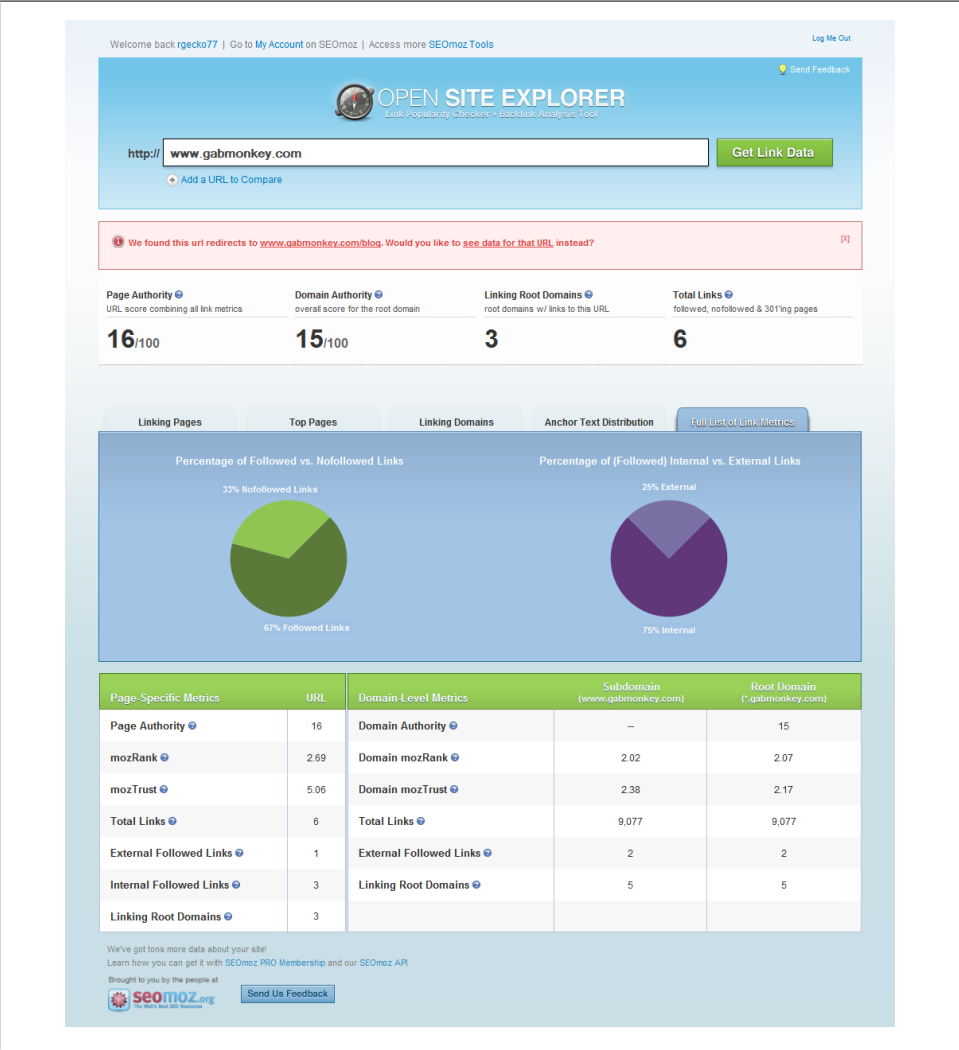 Welcome back rgecko77 | Go to My Account on SEOmoz | Access more SEOmoz Tools
Log Me Out
Send Feedback
OPEN SITE EXPLORER
Link Popularity Checker + Backlink Analysis Tool
http:// www.gabmonkey.com
Get Link Data
Add a URL to Compare
We found this url redirects to www.gabmonkey.com/blog. Would you like to see data for that URL instead?
[X]
Page Authority
URL score combining all link metrics
16/100
Domain Authority
overall score for the root domain
15/100
Linking Root Domains
root domains w/ links to this URL
3
Total Links
followed, nofollowed & 301'ing pages
6
Linking Pages
Top Pages
Linking Domains
Anchor Text Distribution
Full List of Link Metrics
Percentage of Followed vs. Nofollowed Links
33% Nofollowed Links
67% Followed Links
Percentage of (Followed) Internal vs. External Links
25% External
75% Internal
Page-Specific Metrics URL
Page Authority 16
mozRank 2.69
mozTrust 5.06
Total Links 6
External Followed Links 1
Internal Followed Links 3
Linking Root Domains 3
Domain-Level Metrics Subdomain (www.gabmonkey.com) Root Domain (*.gabmonkey.com)
Domain Authority -- 15
Domain mozRank 2.02 2.07
Domain mozTrust 2.38 2.17
Total Links 9,077 9,077
External Followed Links 2 2
Linking Root Domains 5 5
We've got tons more data about your site!
Learn how you can get it with SEOmoz PRO Membership and our SEOmoz API
Brought to you by the people at
seomoz.org
The Web's Best SEO Resources
Send Us Feedback